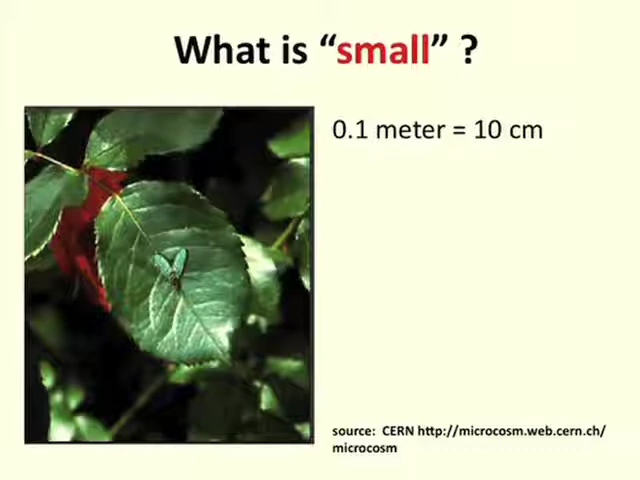 What is “small” ?
0.1 meter = 10 cm
source:  CERN http://microcosm.web.cern.ch/
microcosm